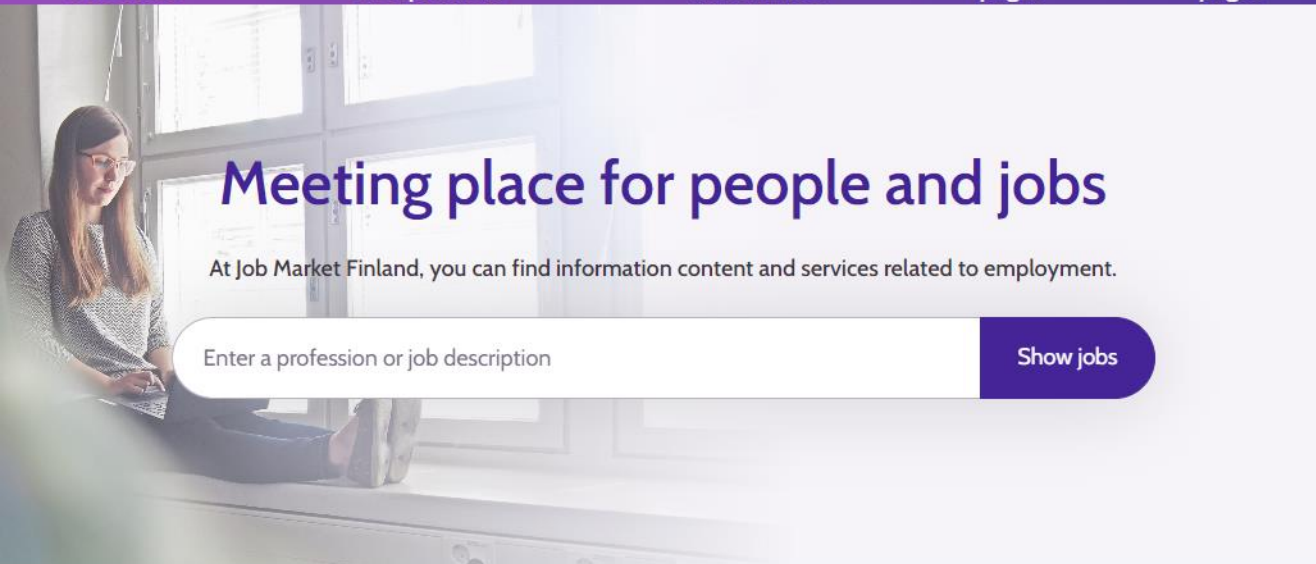 Meeting place for people and jobs
At Job Market Finland, you can find information content and services related to employment.
Enter a profession or job description
Show jobs